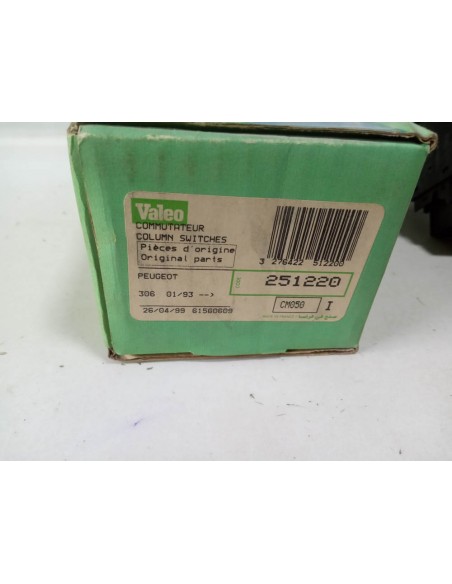 Valeo
COMMUTATEUR
COLUMN SWITCHES
Pièces d'origine
Original parts
3 276422 512200
PEUGEOT
251220
306 01/93 -->
CM050 I
26/04/99 61560609